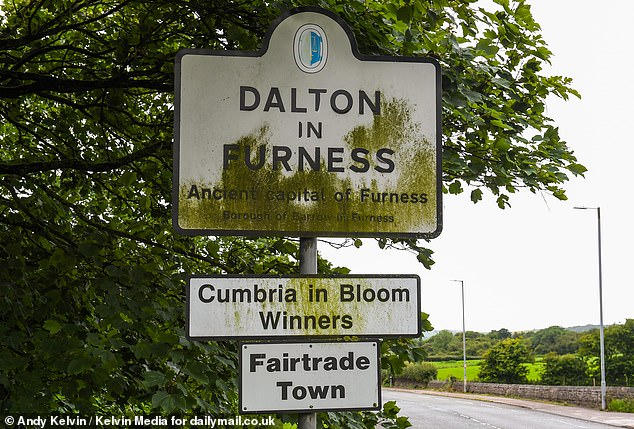 DALTON
IN
FURNESS
Ancient capital of Furness
Borough of Barrow in Furness
Cumbria in Bloom
Winners
Fairtrade
Town
© Andy Kelvin / Kelvin Media for dailymail.co.uk